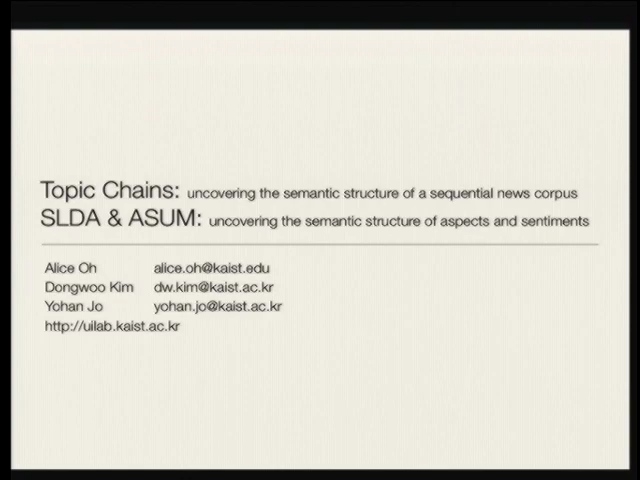 Topic Chains: uncovering the semantic structure of a sequential news corpus
SLDA & ASUM: uncovering the semantic structure of aspects and sentiments
Alice Oh alice.oh@kaist.edu
Dongwoo Kim dw.kim@kaist.ac.kr
Yohan Jo yohan.jo@kaist.ac.kr
http://uilab.kaist.ac.kr